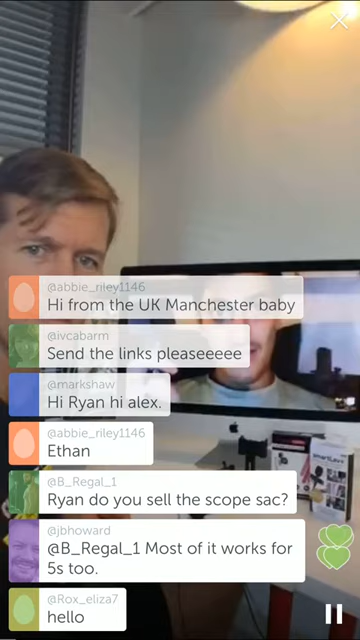 @abbie_riley1146
Hi from the UK Manchester baby
@ivcabarm
Send the links pleaseeeee
@markshaw
Hi Ryan hi alex.
@abbie_riley1146
Ethan
@B_Regal_1
Ryan do you sell the scope sac?
@jbhoward
@B_Regal_1 Most of it works for
5s too.
@Rox_eliza7
hello